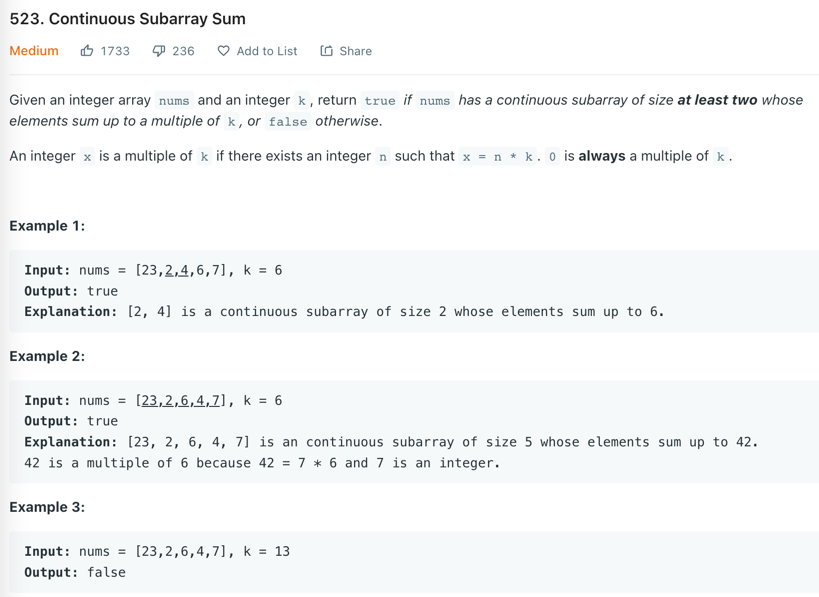 523. Continuous Subarray Sum
Medium 1733 236 Add to List Share
Given an integer array nums and an integer k, return true if nums has a continuous subarray of size at least two whose
elements sum up to a multiple of k, or false otherwise.
An integer x is a multiple of k if there exists an integer n such that x = n * k. 0 is always a multiple of k.
Example 1:
Input: nums = [23,2,4,6,7], k = 6
Output: true
Explanation: [2, 4] is a continuous subarray of size 2 whose elements sum up to 6.
Example 2:
Input: nums = [23,2,6,4,7], k = 6
Output: true
Explanation: [23, 2, 6, 4, 7] is an continuous subarray of size 5 whose elements sum up to 42.
42 is a multiple of 6 because 42 = 7 * 6 and 7 is an integer.
Example 3:
Input: nums = [23,2,6,4,7], k = 13
Output: false